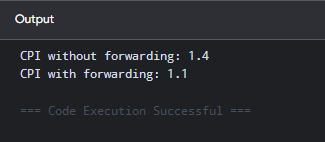 Output
CPI without forwarding: 1.4
CPI with forwarding: 1.1
=== Code Execution Successful ===